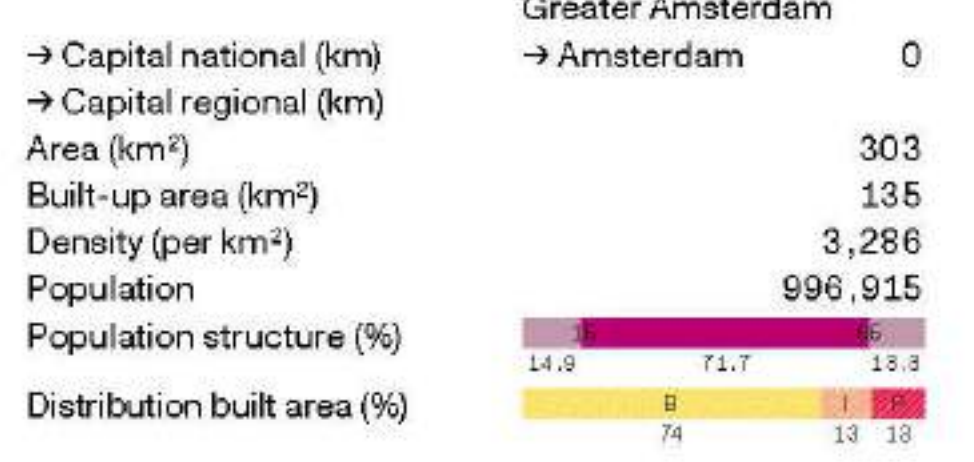 Greater Amsterdam
→ Capital national (km) → Amsterdam 0
→ Capital regional (km)
Area (km²) 303
Built-up area (km²) 135
Density (per km²) 3,286
Population 996,915
Population structure (%) 15 65
14.9 71.7 13.3
Distribution built area (%) B I P
74 13 13